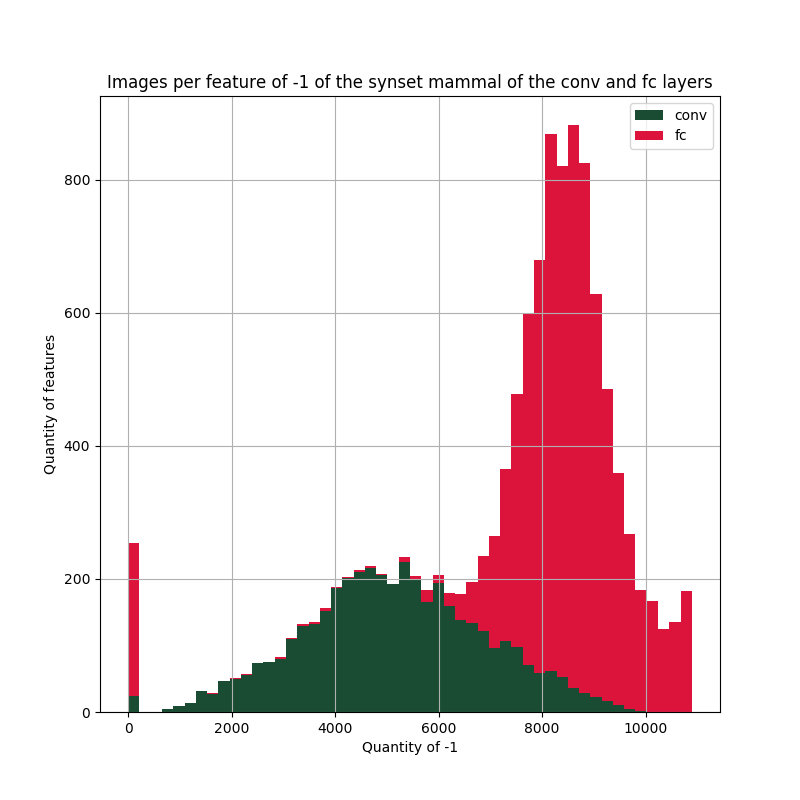 Images per feature of -1 of the synset mammal of the conv and fc layers
conv
fc
800
600
400
200
0
Quantity of features
0 2000 4000 6000 8000 10000
Quantity of -1